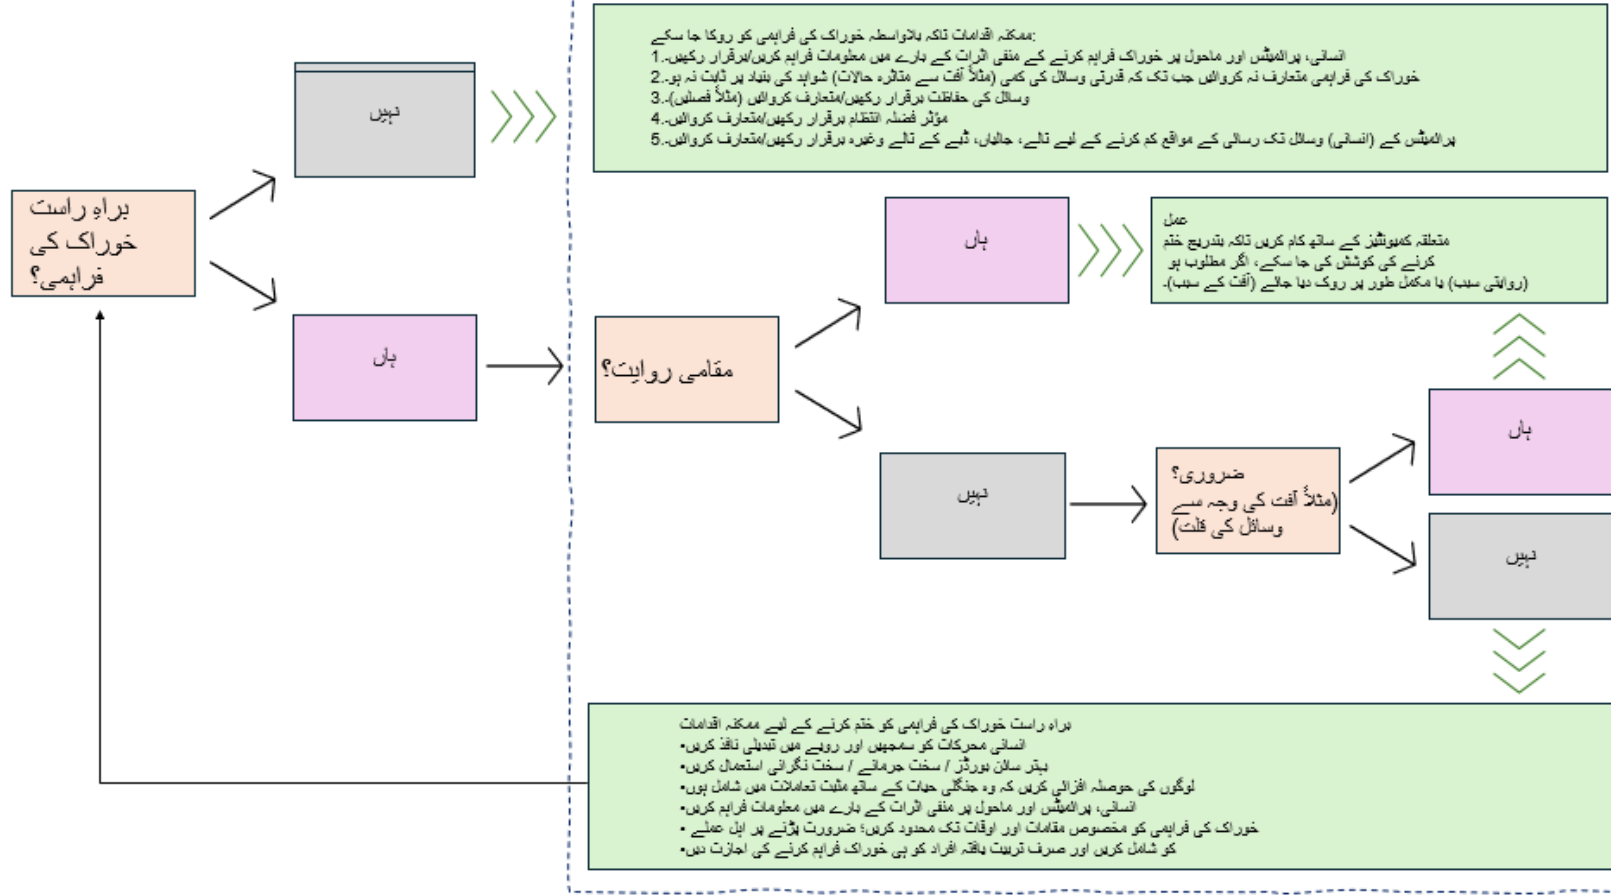 براہِ راست
خوراک کی
فراہمی؟
نہیں
ہاں
ممکنہ اقدامات تاکہ بلاواسطہ خوراک کی فراہمی کو روکا جا سکے:
1. انسانی، پرائمیٹس اور ماحول پر خوراک فراہم کرنے کے منفی اثرات کے بارے میں معلومات فراہم کریں/برقرار رکھیں۔
2. خوراک کی فراہمی متعارف نہ کروائیں جب تک کہ قدرتی وسائل کی کمی (مثلاً آفت سے متاثرہ حالات) شواہد کی بنیاد پر ثابت نہ ہو۔
3. وسائل کی حفاظت برقرار رکھیں/متعارف کروائیں (مثلاً فصلیں)۔
4. مؤثر فضلہ انتظام برقرار رکھیں/متعارف کروائیں۔
5. پرائمیٹس کے (انسانی) وسائل تک رسائی کے مواقع کم کرنے کے لیے تالے، جالیاں، ڈبے کے تالے وغیرہ برقرار رکھیں/متعارف کروائیں۔
مقامی روایت؟
ہاں
عمل
متعلقہ کمیونٹیز کے ساتھ کام کریں تاکہ بتدریج ختم
کرنے کی کوشش کی جا سکے، اگر مطلوب ہو
(روایتی سبب) یا مکمل طور پر روک دیا جائے (آفت کے سبب)۔
نہیں
ضروری؟
(مثلاً آفت کی وجہ سے
وسائل کی قلت)
ہاں
نہیں
براہ راست خوراک کی فراہمی کو ختم کرنے کے لیے ممکنہ اقدامات
•انسانی محرکات کو سمجھیں اور رویے میں تبدیلی نافذ کریں
•بہتر سائن بورڈز / سخت جرمانے / سخت نگرانی استعمال کریں
•لوگوں کی حوصلہ افزائی کریں کہ وہ جنگلی حیات کے ساتھ مثبت تعاملات میں شامل ہوں
•انسانی، پرائمیٹس اور ماحول پر منفی اثرات کے بارے میں معلومات فراہم کریں
• خوراک کی فراہمی کو مخصوص مقامات اور اوقات تک محدود کریں؛ ضرورت پڑنے پر اہل عملے
•کو شامل کریں اور صرف تربیت یافتہ افراد کو ہی خوراک فراہم کرنے کی اجازت دیں